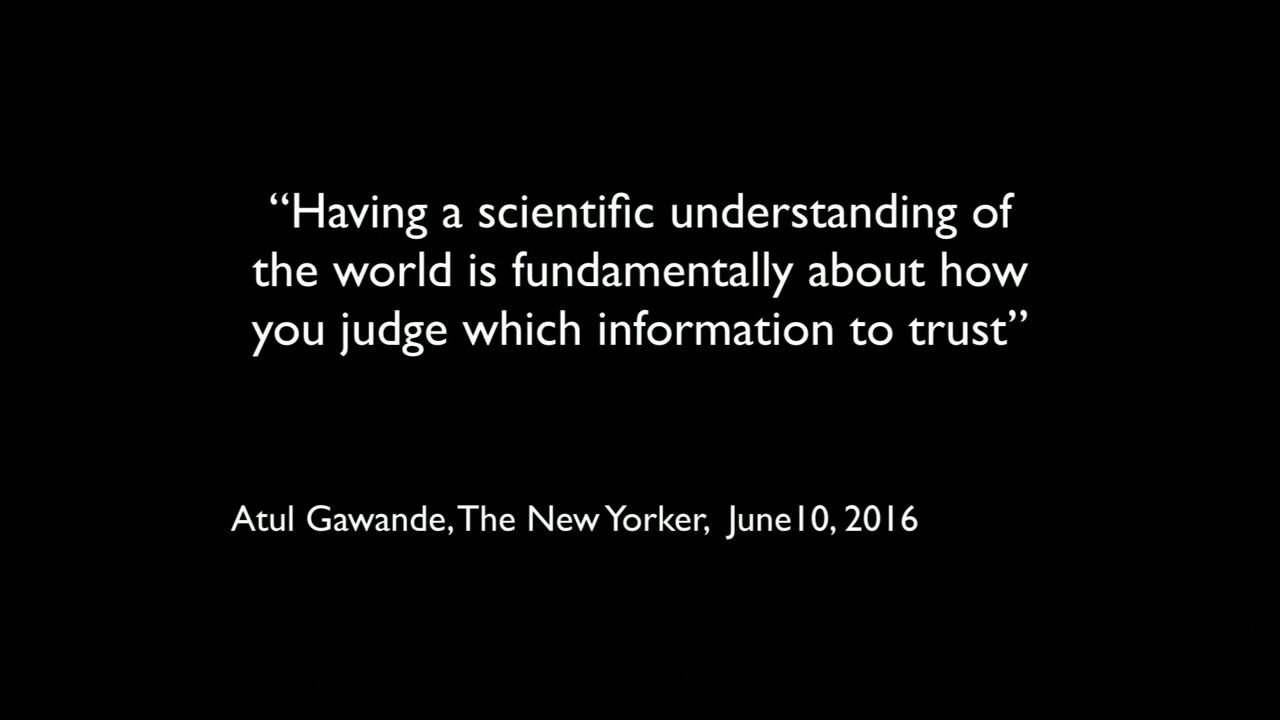 “Having a scientific understanding of
the world is fundamentally about how
you judge which information to trust”
Atul Gawande, The New Yorker, June10, 2016